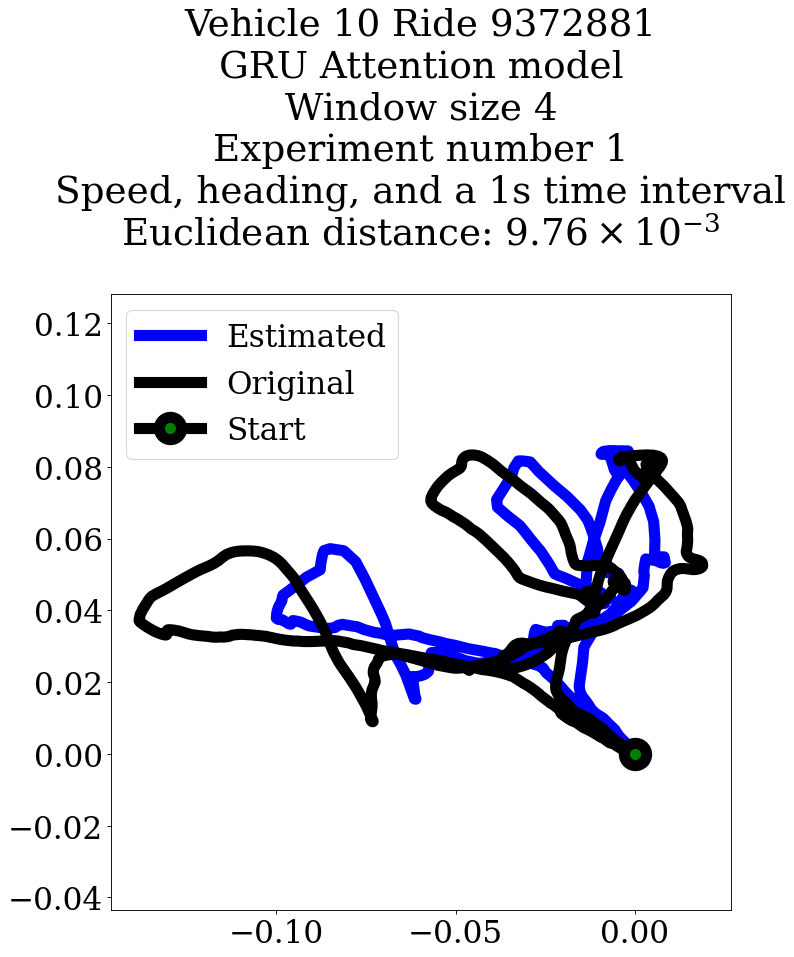 Vehicle 10 Ride 9372881
GRU Attention model
Window size 4
Experiment number 1
Speed, heading, and a 1s time interval
Euclidean distance: 9.76 × 10⁻³
Estimated
Original
Start
0.12
0.10
0.08
0.06
0.04
0.02
0.00
−0.02
−0.04
−0.10
−0.05
0.00